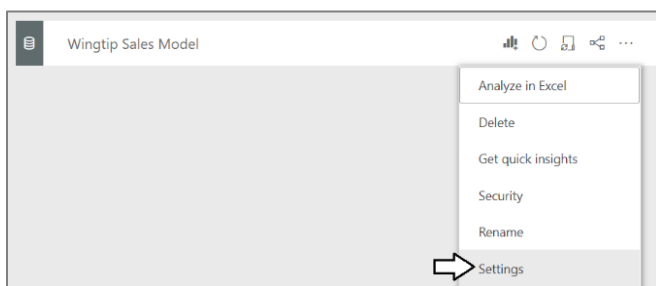 Wingtip Sales Model
Analyze in Excel
Delete
Get quick insights
Security
Rename
Settings